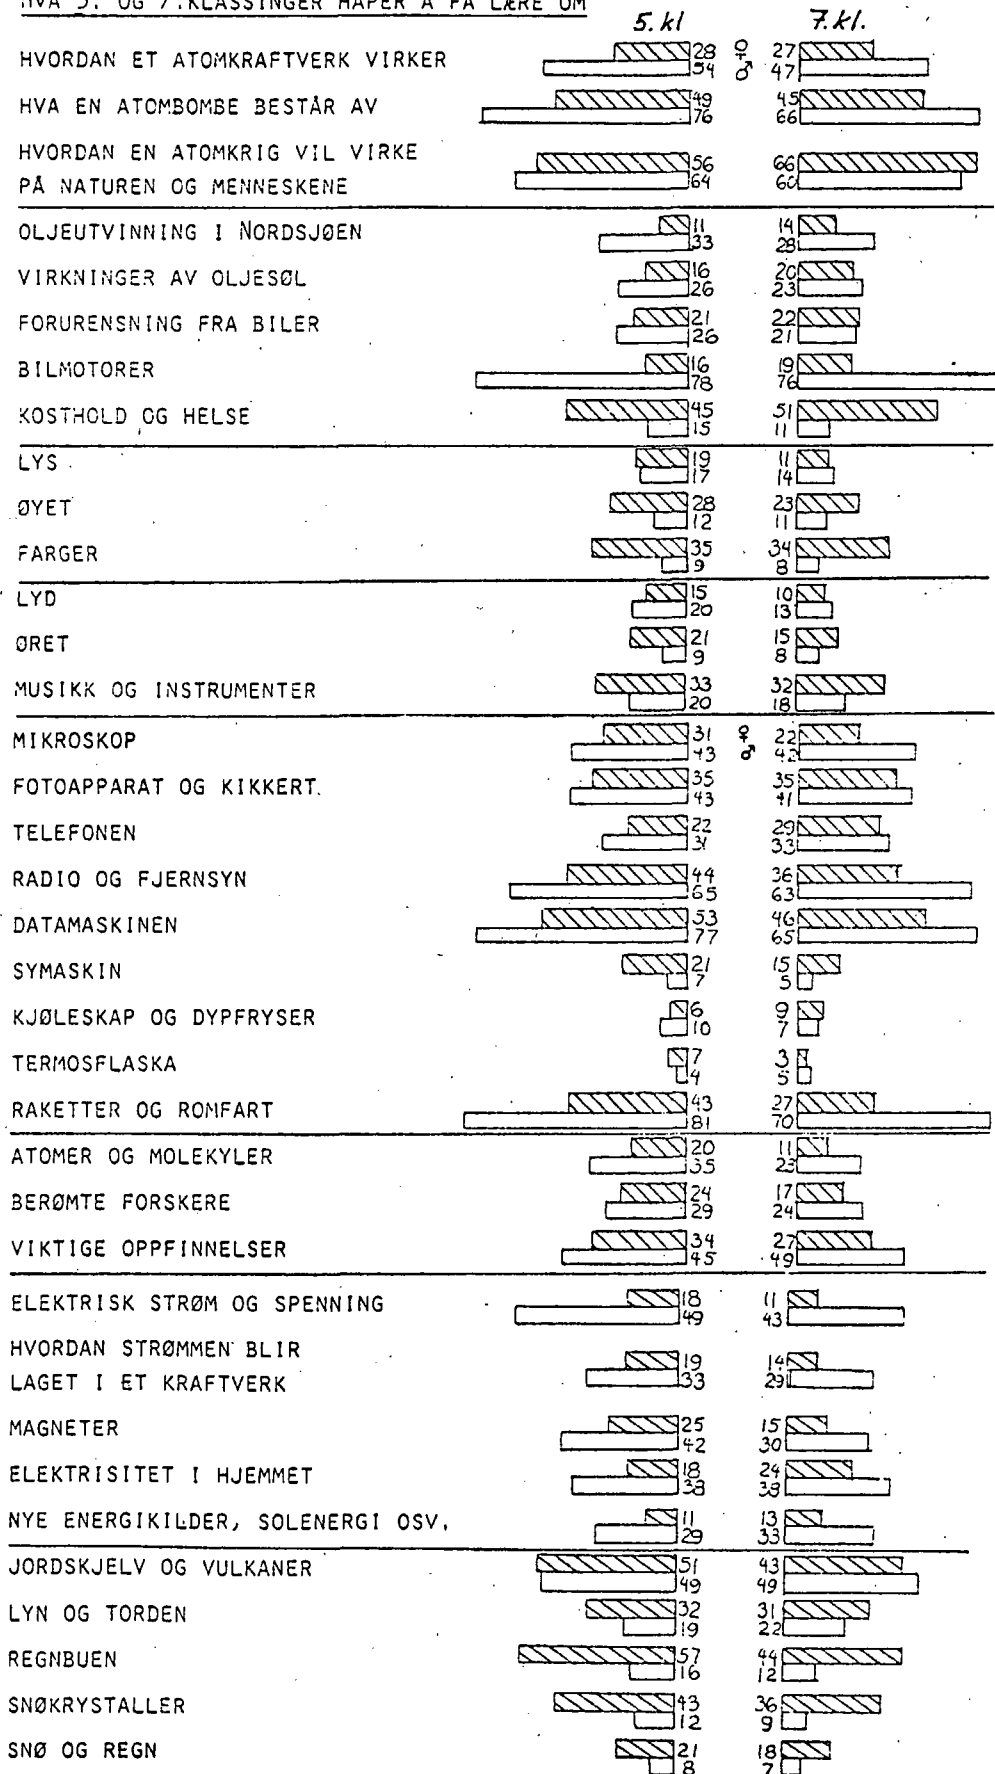 HVA 5. OG 7.KLASSINGER HÅPER Å FÅ LÆRE OM
5. kl 7. kl.
HVORDAN ET ATOMKRAFTVERK VIRKER 28 ♀ 27
54 ♂ 47
HVA EN ATOMBOMBE BESTÅR AV 49 45
76 66
HVORDAN EN ATOMKRIG VIL VIRKE
PÅ NATUREN OG MENNESKENE 56 66
64 60
OLJEUTVINNING I NORDSJØEN 11 14
33 28
VIRKNINGER AV OLJESØL 16 20
26 23
FORURENSNING FRA BILER 21 22
26 21
BILMOTORER 16 19
78 76
KOSTHOLD OG HELSE 45 51
15 11
LYS 19 11
17 14
ØYET 28 23
12 11
FARGER 35 34
9 8
LYD 15 10
20 13
ØRET 21 15
9 8
MUSIKK OG INSTRUMENTER 33 32
20 18
MIKROSKOP 31 ♀ 22
43 ♂ 42
FOTOAPPARAT OG KIKKERT. 35 35
43 41
TELEFONEN 22 29
31 33
RADIO OG FJERNSYN 44 36
65 63
DATAMASKINEN 53 46
77 65
SYMASKIN 21 15
7 5
KJØLESKAP OG DYPFRYSER 6 9
10 7
TERMOSFLASKA 7 3
4 5
RAKETTER OG ROMFART 43 27
81 70
ATOMER OG MOLEKYLER 20 11
35 23
BERØMTE FORSKERE 24 17
29 24
VIKTIGE OPPFINNELSER 34 27
45 49
ELEKTRISK STRØM OG SPENNING 18 11
49 43
HVORDAN STRØMMEN BLIR
LAGET I ET KRAFTVERK 19 14
33 29
MAGNETER 25 15
42 30
ELEKTRISITET I HJEMMET 18 24
38 38
NYE ENERGIKILDER, SOLENERGI OSV. 11 13
29 33
JORDSKJELV OG VULKANER 51 43
49 49
LYN OG TORDEN 32 31
19 22
REGNBUEN 57 44
16 12
SNØKRYSTALLER 43 36
12 9
SNØ OG REGN 21 18
8 7